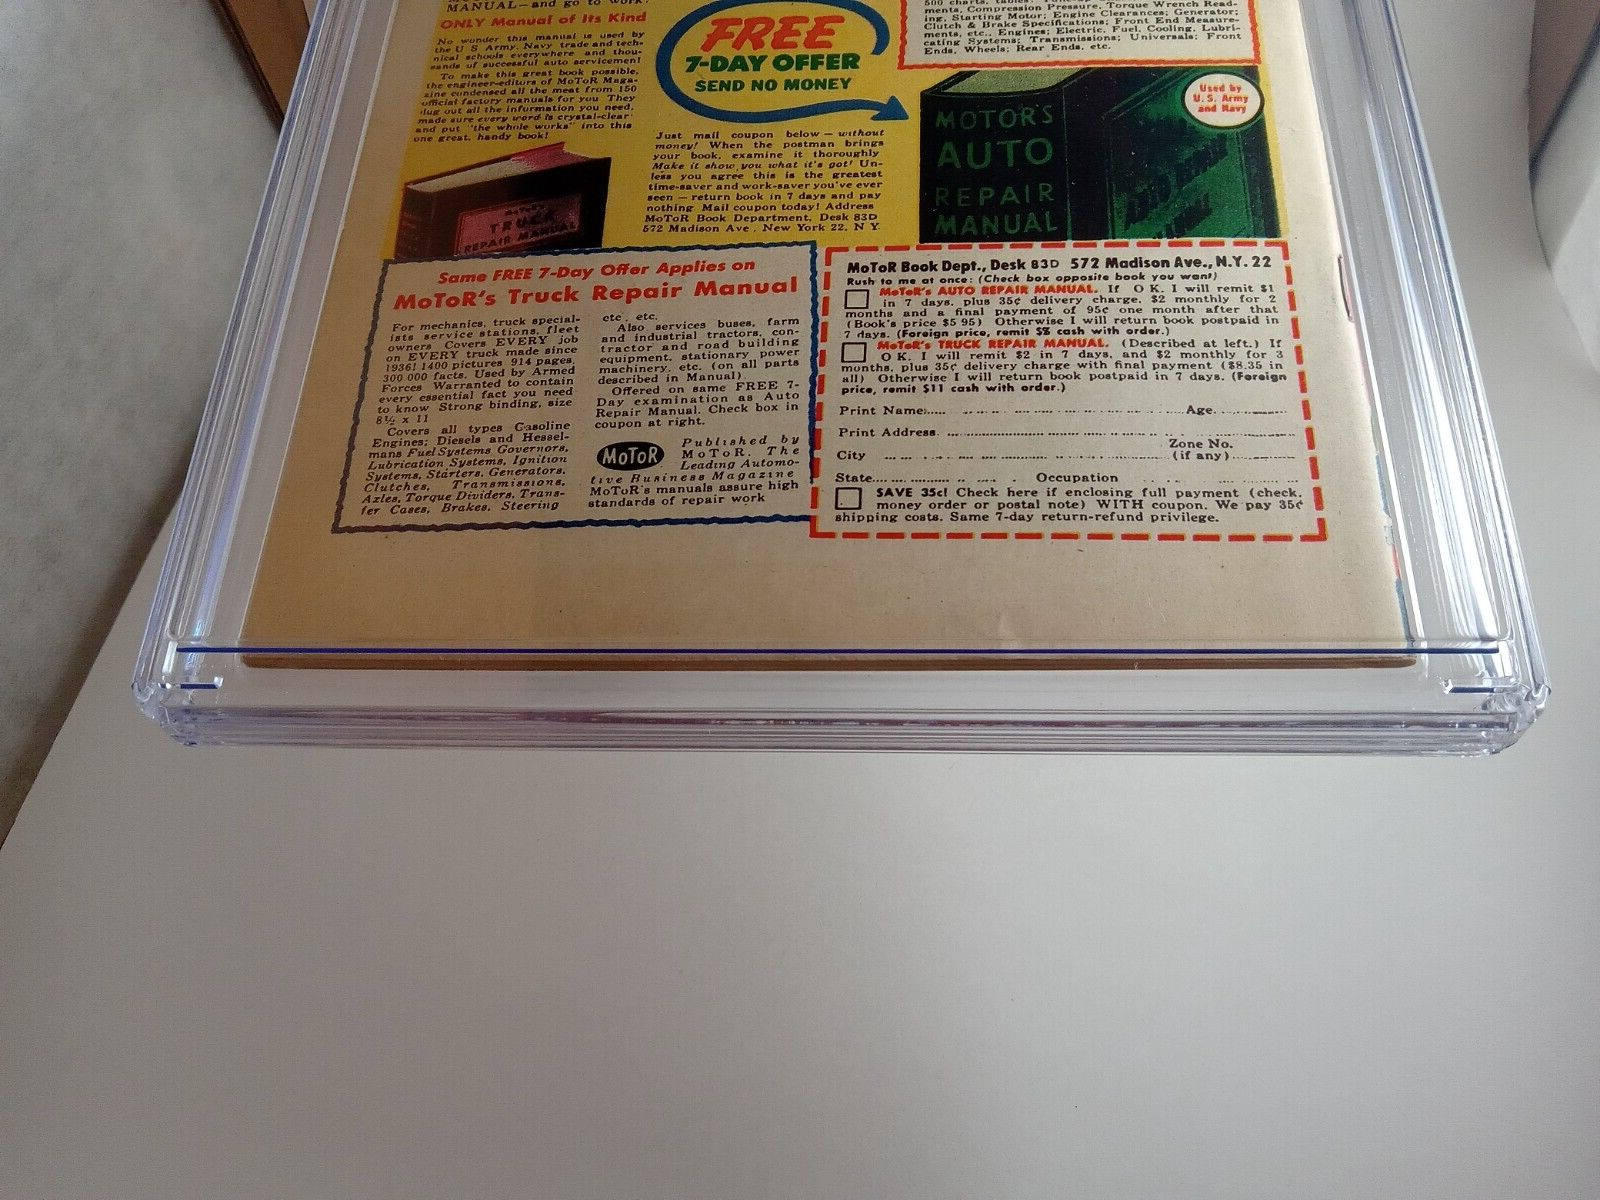 MANUAL—and go to work.
ONLY Manual of Its Kind
No wonder this manual is used by
the U S Army, Navy trade and tech-
nical schools everywhere and thou-
sands of successful auto servicemen!
To make this great book possible,
the engineer-editors of MoToR Maga-
zine condensed all the meat from 150
official factory manuals for you They
dug out all the information you need,
made sure every word is crystal-clear
and put "the whole works" into this
one great, handy book!
TRUCK
REPAIR MANUAL
FREE
7-DAY OFFER
SEND NO MONEY
Just mail coupon below — without
money! When the postman brings
your book, examine it thoroughly
Make it show you what it's got! Un-
less you agree this is the greatest
time-saver and work-saver you've ever
seen — return book in 7 days and pay
nothing Mail coupon today! Address
MoToR Book Department, Desk 83D
572 Madison Ave , New York 22, N Y
500 charts, tables:
ments, Compression Pressure, Torque Wrench Read-
ing, Starting Motor; Engine Clearances; Generator;
Clutch & Brake Specifications; Front End Measure-
ments, etc., Engines; Electric, Fuel, Cooling, Lubri-
cating Systems; Transmissions; Universals; Front
Ends, Wheels; Rear Ends, etc.
Used by
U. S. Army
and Navy
MOTOR'S
AUTO
REPAIR
MANUAL
Same FREE 7-Day Offer Applies on
MoToR's Truck Repair Manual
For mechanics, truck special-
ists service stations, fleet
owners Covers EVERY job
on EVERY truck made since
1936! 1400 pictures 914 pages,
300 000 facts. Used by Armed
Forces Warranted to contain
every essential fact you need
to know Strong binding, size
8½ x 11
Covers all types Gasoline
Engines; Diesels and Hessel-
mans Fuel Systems, Governors,
Lubrication Systems, Ignition
Systems, Starters, Generators,
Clutches, Transmissions,
Axles, Torque Dividers, Trans-
fer Cases, Brakes, Steering
etc , etc.
Also services buses, farm
and industrial tractors, con-
tractor and road building
equipment, stationary power
machinery, etc. (on all parts
described in Manual)
Offered on same FREE 7-
Day examination as Auto
Repair Manual. Check box in
coupon at right.
MoToR
Published by
MoToR. The
Leading Automo-
tive Business Magazine
MoToR's manuals assure high
standards of repair work
MoToR Book Dept., Desk 83D 572 Madison Ave., N.Y. 22
Rush to me at once: (Check box opposite book you want)
MoToR's AUTO REPAIR MANUAL. If O K. I will remit $1
in 7 days, plus 35¢ delivery charge, $2 monthly for 2
months and a final payment of 95¢ one month after that
(Book's price $5 95) Otherwise I will return book postpaid in
7 days. (Foreign price, remit $8 cash with order.)
MoToR's TRUCK REPAIR MANUAL. (Described at left.) If
O K. I will remit $2 in 7 days, and $2 monthly for 3
months, plus 35¢ delivery charge with final payment ($8.35 in
all) Otherwise I will return book postpaid in 7 days. (Foreign
price, remit $11 cash with order.)
Print Name Age
Print Address
Zone No.
City (if any)
State Occupation
SAVE 35c! Check here if enclosing full payment (check,
money order or postal note) WITH coupon. We pay 35¢
shipping costs. Same 7-day return-refund privilege.